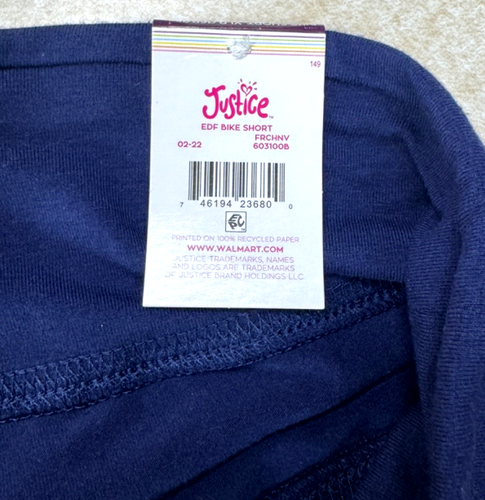 149
Justice™
EDF BIKE SHORT
FRCHNV
02-22 603100B
7 46194 23680 0
PRINTED ON 100% RECYCLED PAPER
WWW.WALMART.COM
JUSTICE TRADEMARKS, NAMES
AND LOGOS ARE TRADEMARKS
OF JUSTICE BRAND HOLDINGS LLC.